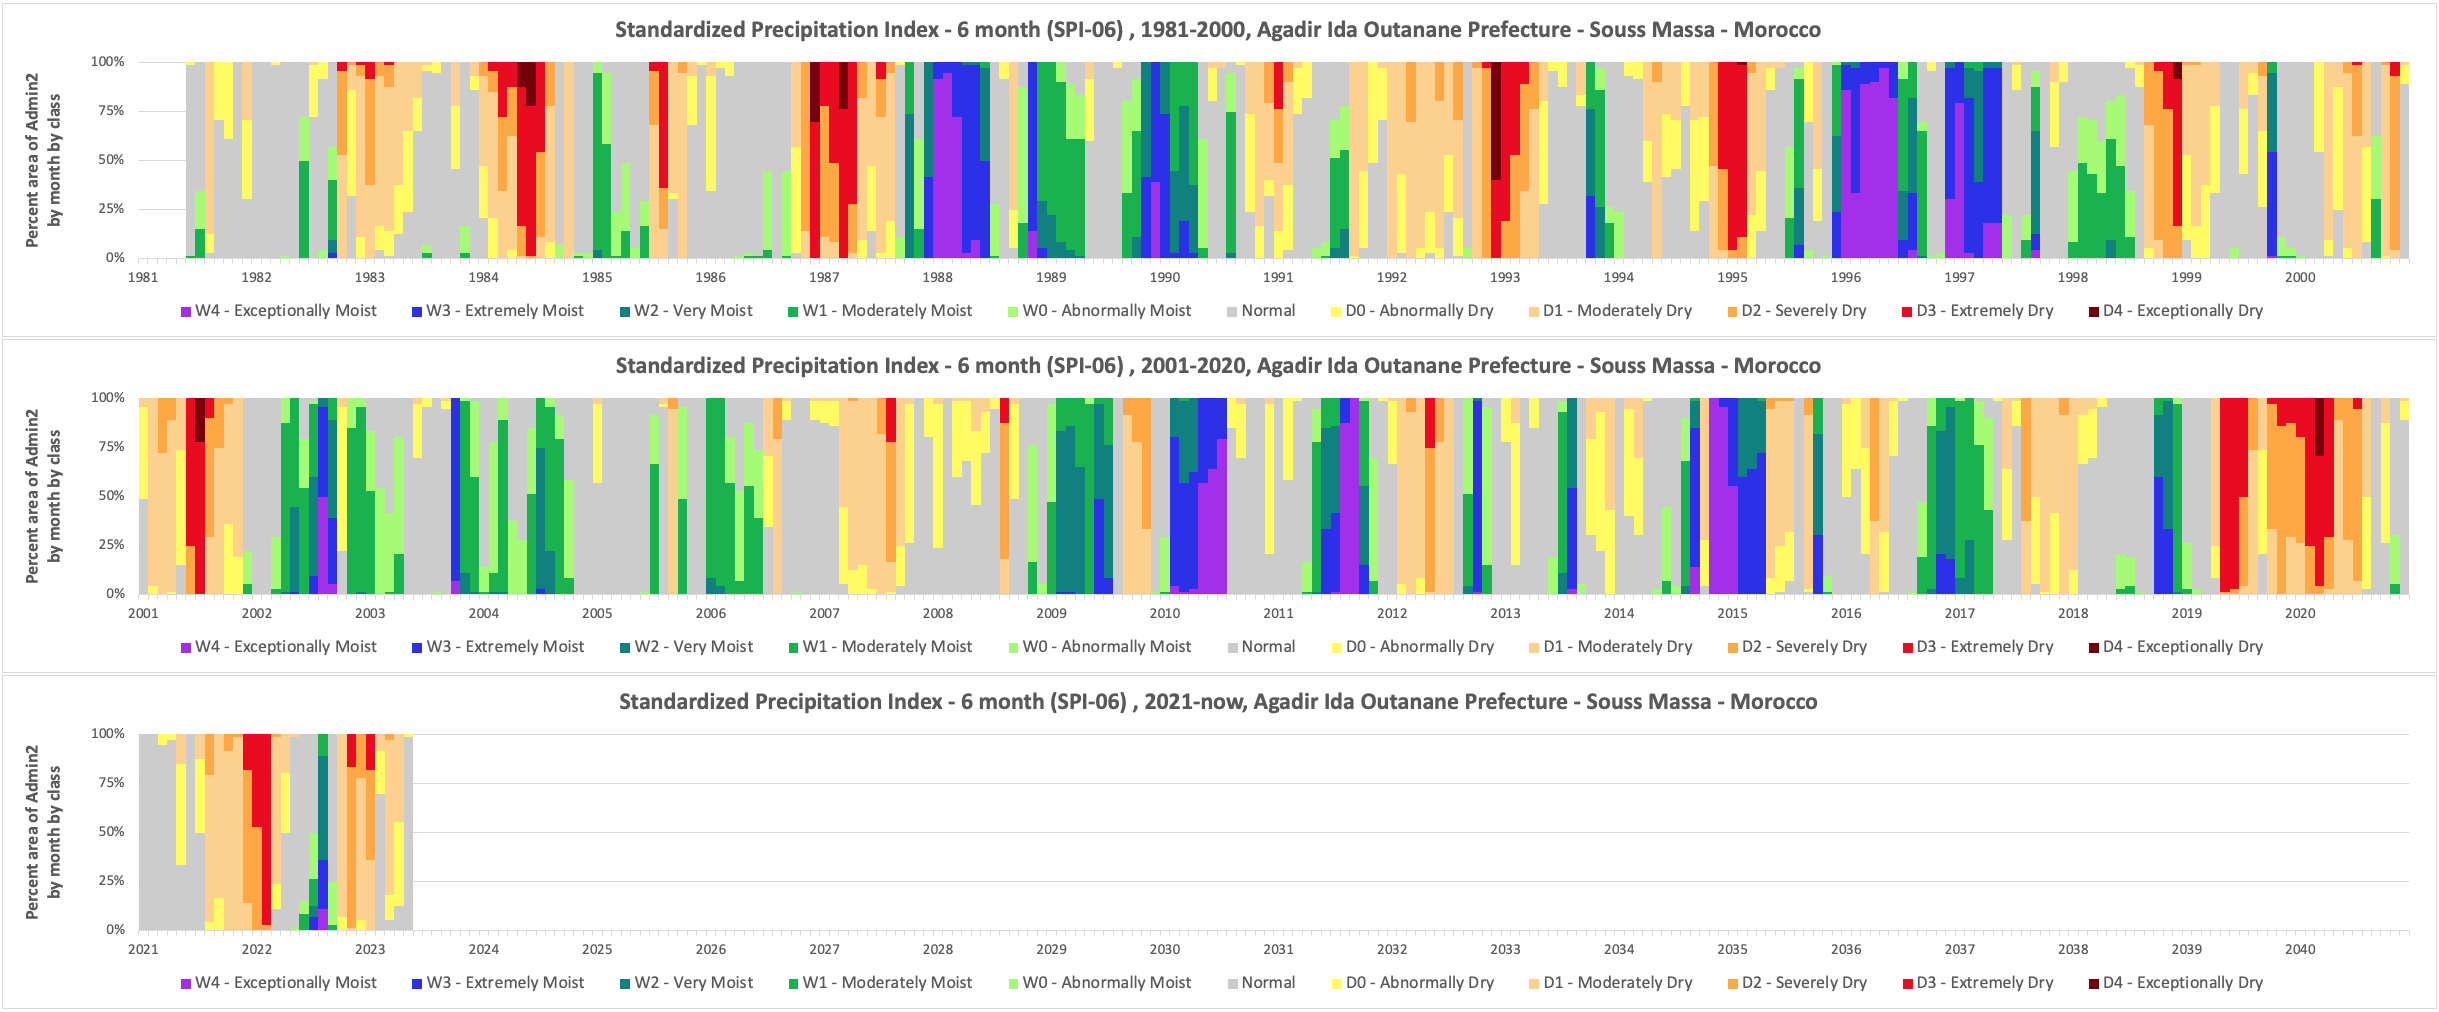 Standardized Precipitation Index - 6 month (SPI-06) , 1981-2000, Agadir Ida Outanane Prefecture - Souss Massa - Morocco
Percent area of Admin2
by month by class
100%
75%
50%
25%
0%
1981 1982 1983 1984 1985 1986 1987 1988 1989 1990 1991 1992 1993 1994 1995 1996 1997 1998 1999 2000
W4 - Exceptionally Moist W3 - Extremely Moist W2 - Very Moist W1 - Moderately Moist W0 - Abnormally Moist Normal D0 - Abnormally Dry D1 - Moderately Dry D2 - Severely Dry D3 - Extremely Dry D4 - Exceptionally Dry
Standardized Precipitation Index - 6 month (SPI-06) , 2001-2020, Agadir Ida Outanane Prefecture - Souss Massa - Morocco
Percent area of Admin2
by month by class
100%
75%
50%
25%
0%
2001 2002 2003 2004 2005 2006 2007 2008 2009 2010 2011 2012 2013 2014 2015 2016 2017 2018 2019 2020
W4 - Exceptionally Moist W3 - Extremely Moist W2 - Very Moist W1 - Moderately Moist W0 - Abnormally Moist Normal D0 - Abnormally Dry D1 - Moderately Dry D2 - Severely Dry D3 - Extremely Dry D4 - Exceptionally Dry
Standardized Precipitation Index - 6 month (SPI-06) , 2021-now, Agadir Ida Outanane Prefecture - Souss Massa - Morocco
Percent area of Admin2
by month by class
100%
75%
50%
25%
0%
2021 2022 2023 2024 2025 2026 2027 2028 2029 2030 2031 2032 2033 2034 2035 2036 2037 2038 2039 2040
W4 - Exceptionally Moist W3 - Extremely Moist W2 - Very Moist W1 - Moderately Moist W0 - Abnormally Moist Normal D0 - Abnormally Dry D1 - Moderately Dry D2 - Severely Dry D3 - Extremely Dry D4 - Exceptionally Dry